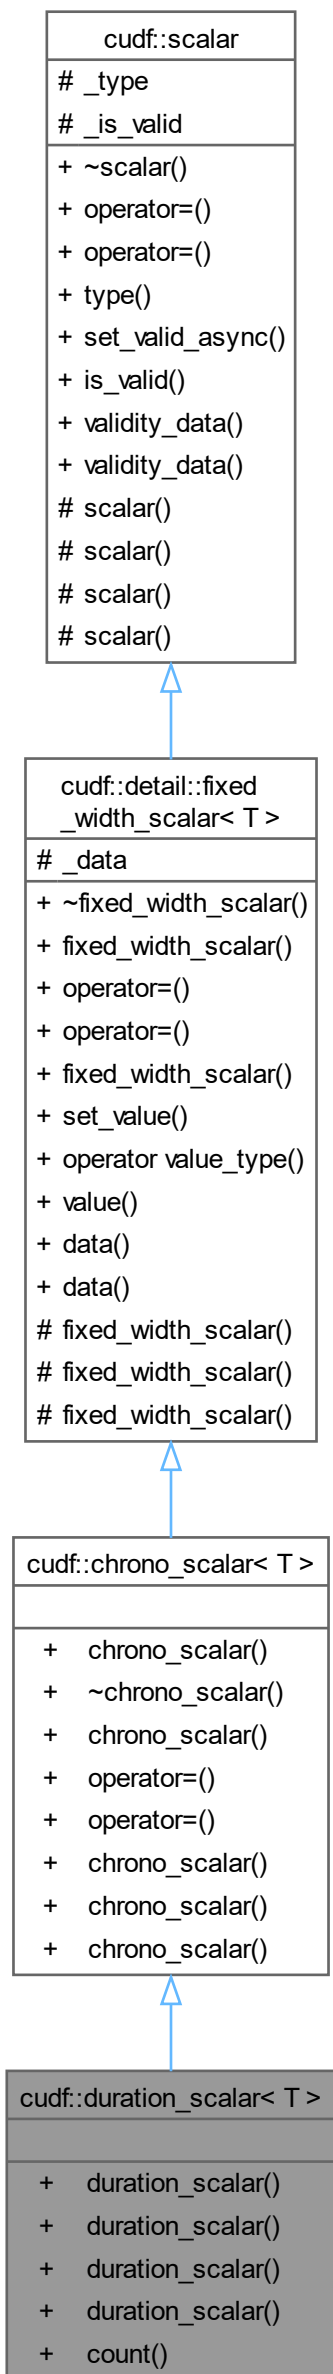 cudf::scalar
# _type
# _is_valid
+ ~scalar()
+ operator=()
+ operator=()
+ type()
+ set_valid_async()
+ is_valid()
+ validity_data()
+ validity_data()
# scalar()
# scalar()
# scalar()
# scalar()
cudf::detail::fixed
_width_scalar< T >
# _data
+ ~fixed_width_scalar()
+ fixed_width_scalar()
+ operator=()
+ operator=()
+ fixed_width_scalar()
+ set_value()
+ operator value_type()
+ value()
+ data()
+ data()
# fixed_width_scalar()
# fixed_width_scalar()
# fixed_width_scalar()
cudf::chrono_scalar< T >
+ chrono_scalar()
+ ~chrono_scalar()
+ chrono_scalar()
+ operator=()
+ operator=()
+ chrono_scalar()
+ chrono_scalar()
+ chrono_scalar()
cudf::duration_scalar< T >
+ duration_scalar()
+ duration_scalar()
+ duration_scalar()
+ duration_scalar()
+ count()